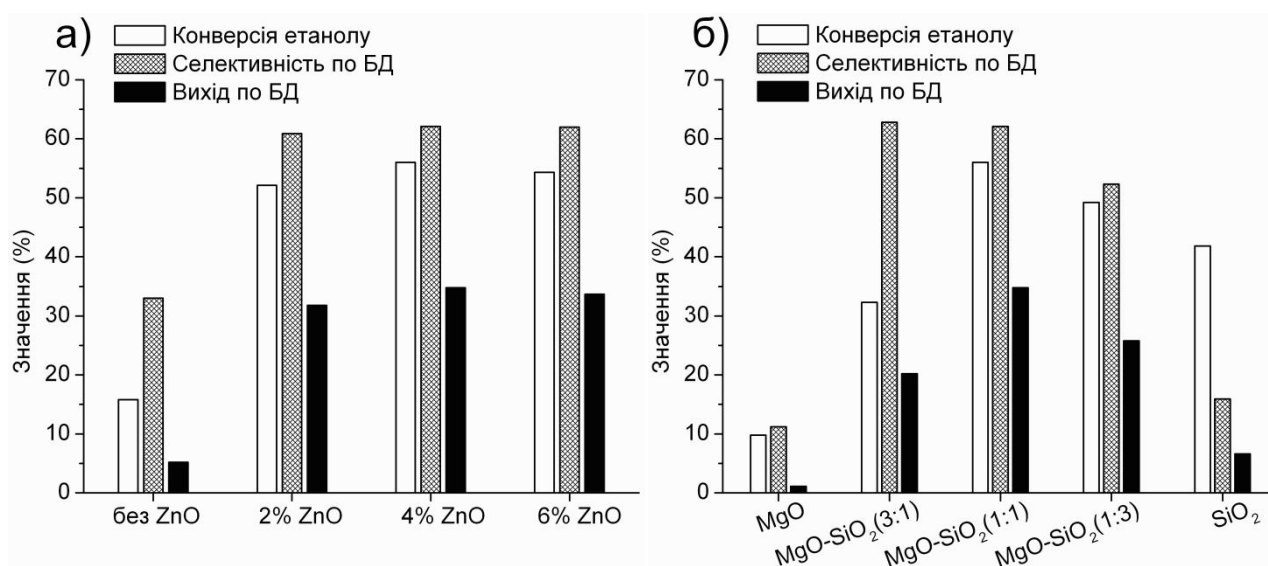 а)
Конверсія етанолу
Селективність по БД
Вихід по БД
Значення (%)
70
60
50
40
30
20
10
0
без ZnO 2% ZnO 4% ZnO 6% ZnO
б)
Конверсія етанолу
Селективність по БД
Вихід по БД
Значення (%)
70
60
50
40
30
20
10
0
MgO MgO-SiO₂(3:1) MgO-SiO₂(1:1) MgO-SiO₂(1:3) SiO₂